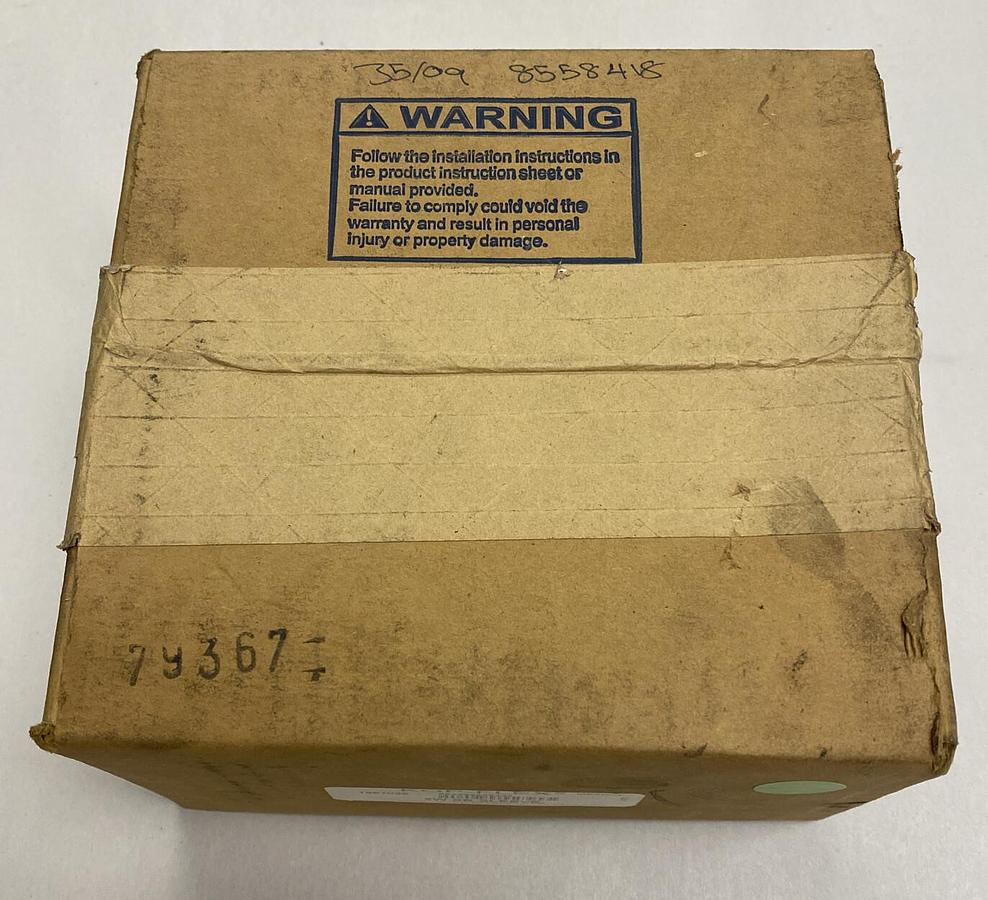 35/09 8558418
WARNING
Follow the installation instructions in
the product instruction sheet or
manual provided.
Failure to comply could void the
warranty and result in personal
injury or property damage.
79367